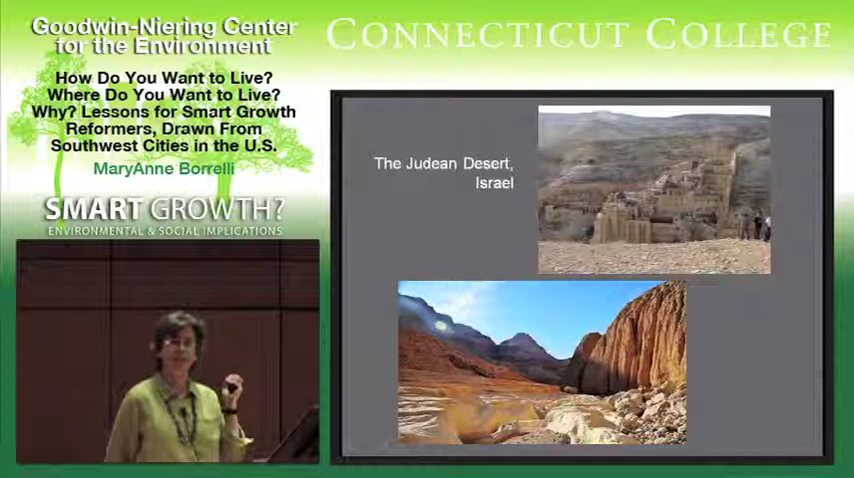 Goodwin-Niering Center
for the Environment
CONNECTICUT COLLEGE
How Do You Want to Live?
Where Do You Want to Live?
Why? Lessons for Smart Growth
Reformers, Drawn From
Southwest Cities in the U.S.
MaryAnne Borrelli
SMART GROWTH?
ENVIRONMENTAL & SOCIAL IMPLICATIONS
The Judean Desert,
Israel